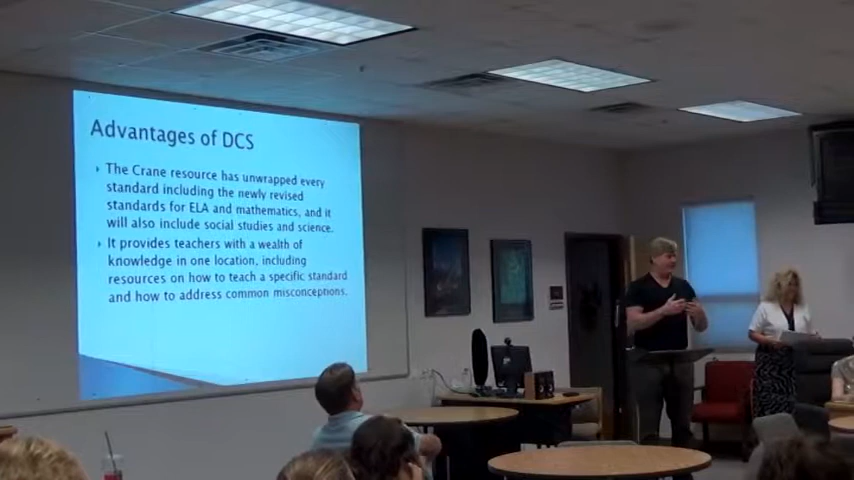 Advantages of DCS
The Crane resource has unwrapped every
standard including the newly revised
standards for ELA and mathematics, and it
will also include social studies and science.
It provides teachers with a wealth of
knowledge in one location, including
resources on how to teach a specific standard
and how to address common misconceptions.